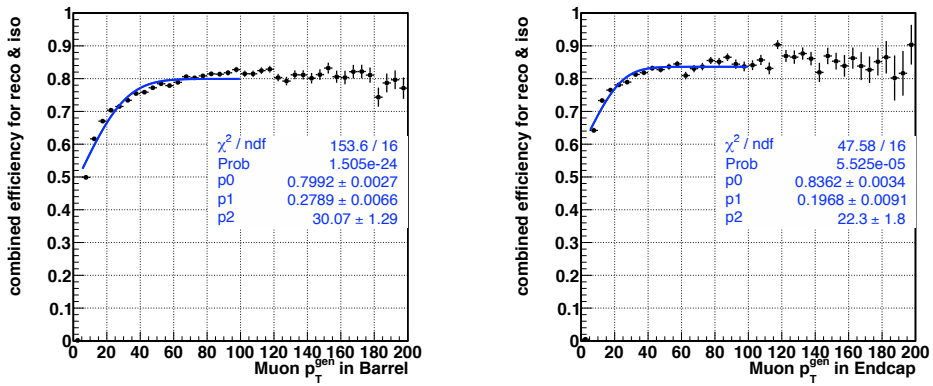 combined efficiency for reco & iso
1
0.9
0.8
0.7
0.6
0.5
0.4
0.3
0.2
0.1
0
χ² / ndf 153.6 / 16
Prob 1.505e-24
p0 0.7992 ± 0.0027
p1 0.2789 ± 0.0066
p2 30.07 ± 1.29
0 20 40 60 80 100 120 140 160 180 200
Muon p_T^gen in Barrel
combined efficiency for reco & iso
1
0.9
0.8
0.7
0.6
0.5
0.4
0.3
0.2
0.1
0
χ² / ndf 47.58 / 16
Prob 5.525e-05
p0 0.8362 ± 0.0034
p1 0.1968 ± 0.0091
p2 22.3 ± 1.8
0 20 40 60 80 100 120 140 160 180 200
Muon p_T^gen in Endcap